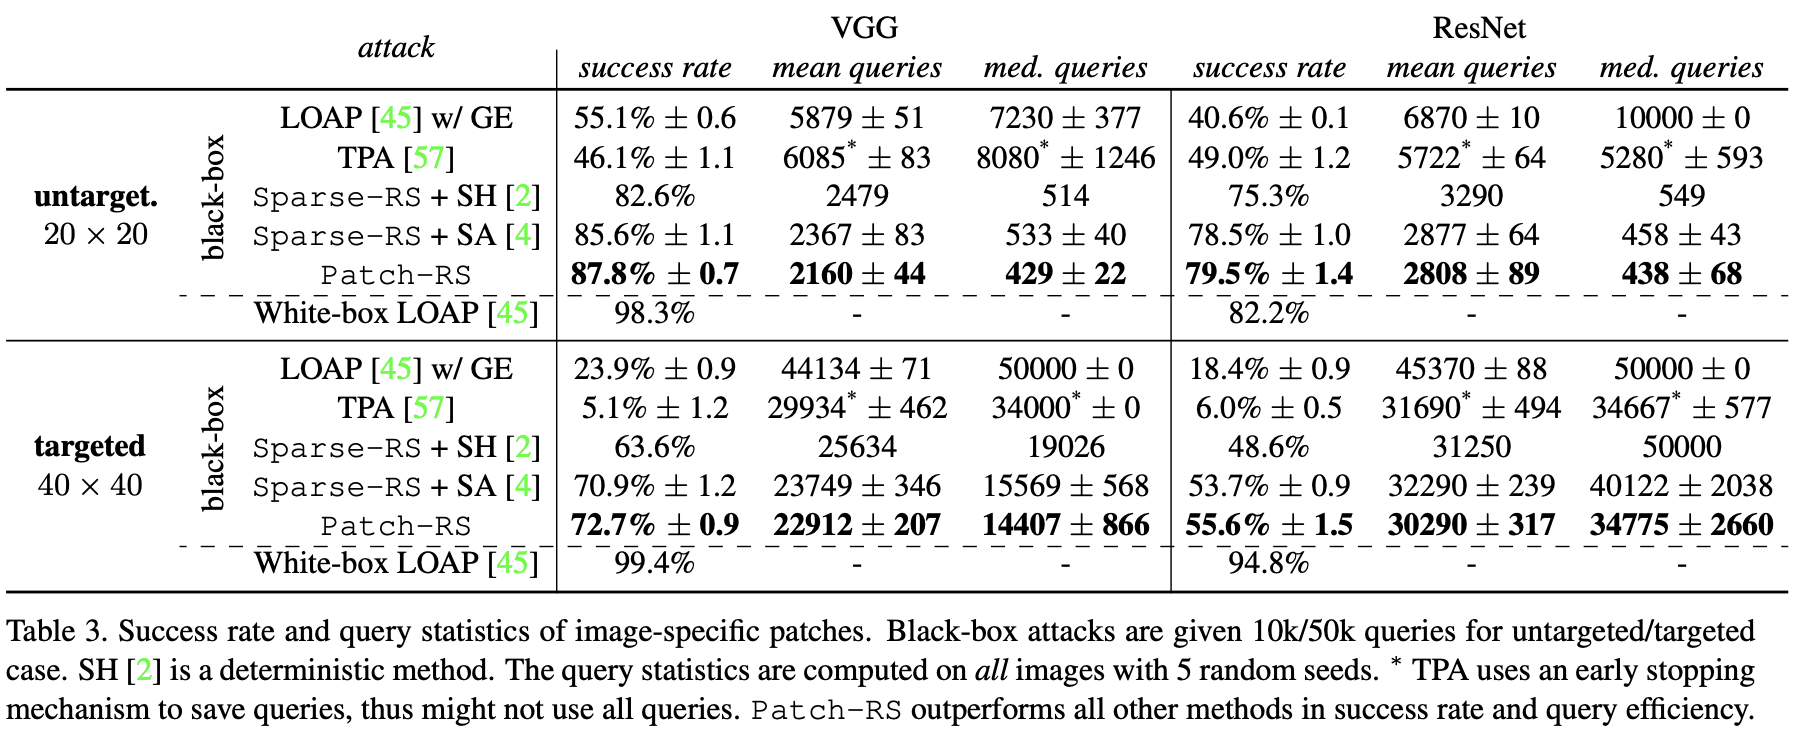 attack VGG ResNet
success rate mean queries med. queries success rate mean queries med. queries
untarget. 20 × 20
black-box
LOAP [45] w/ GE 55.1% ± 0.6 5879 ± 51 7230 ± 377 40.6% ± 0.1 6870 ± 10 10000 ± 0
TPA [57] 46.1% ± 1.1 6085* ± 83 8080* ± 1246 49.0% ± 1.2 5722* ± 64 5280* ± 593
Sparse-RS + SH [2] 82.6% 2479 514 75.3% 3290 549
Sparse-RS + SA [4] 85.6% ± 1.1 2367 ± 83 533 ± 40 78.5% ± 1.0 2877 ± 64 458 ± 43
Patch-RS 87.8% ± 0.7 2160 ± 44 429 ± 22 79.5% ± 1.4 2808 ± 89 438 ± 68
White-box LOAP [45] 98.3% - - 82.2% - -
targeted 40 × 40
black-box
LOAP [45] w/ GE 23.9% ± 0.9 44134 ± 71 50000 ± 0 18.4% ± 0.9 45370 ± 88 50000 ± 0
TPA [57] 5.1% ± 1.2 29934* ± 462 34000* ± 0 6.0% ± 0.5 31690* ± 494 34667* ± 577
Sparse-RS + SH [2] 63.6% 25634 19026 48.6% 31250 50000
Sparse-RS + SA [4] 70.9% ± 1.2 23749 ± 346 15569 ± 568 53.7% ± 0.9 32290 ± 239 40122 ± 2038
Patch-RS 72.7% ± 0.9 22912 ± 207 14407 ± 866 55.6% ± 1.5 30290 ± 317 34775 ± 2660
White-box LOAP [45] 99.4% - - 94.8% - -
Table 3. Success rate and query statistics of image-specific patches. Black-box attacks are given 10k/50k queries for untargeted/targeted
case. SH [2] is a deterministic method. The query statistics are computed on all images with 5 random seeds. * TPA uses an early stopping
mechanism to save queries, thus might not use all queries. Patch-RS outperforms all other methods in success rate and query efficiency.